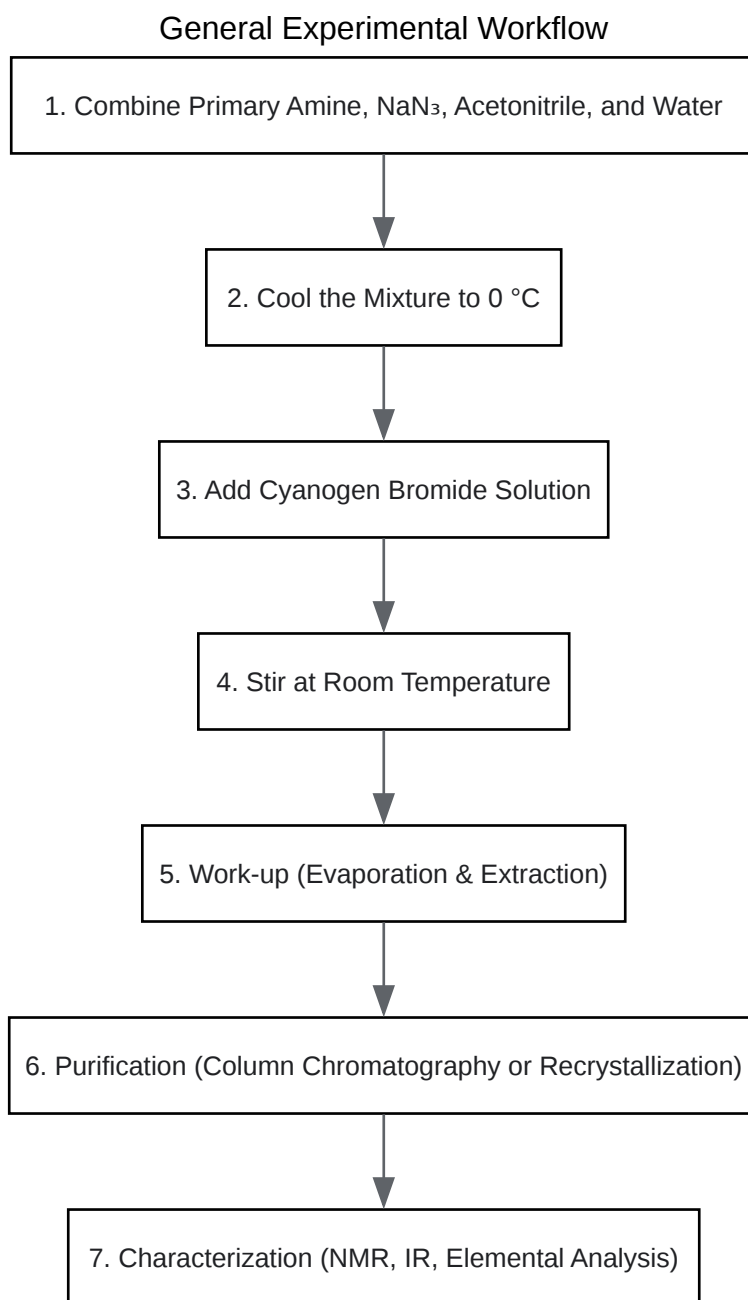 General Experimental Workflow
1. Combine Primary Amine, NaN₃, Acetonitrile, and Water
2. Cool the Mixture to 0 °C
3. Add Cyanogen Bromide Solution
4. Stir at Room Temperature
5. Work-up (Evaporation & Extraction)
6. Purification (Column Chromatography or Recrystallization)
7. Characterization (NMR, IR, Elemental Analysis)